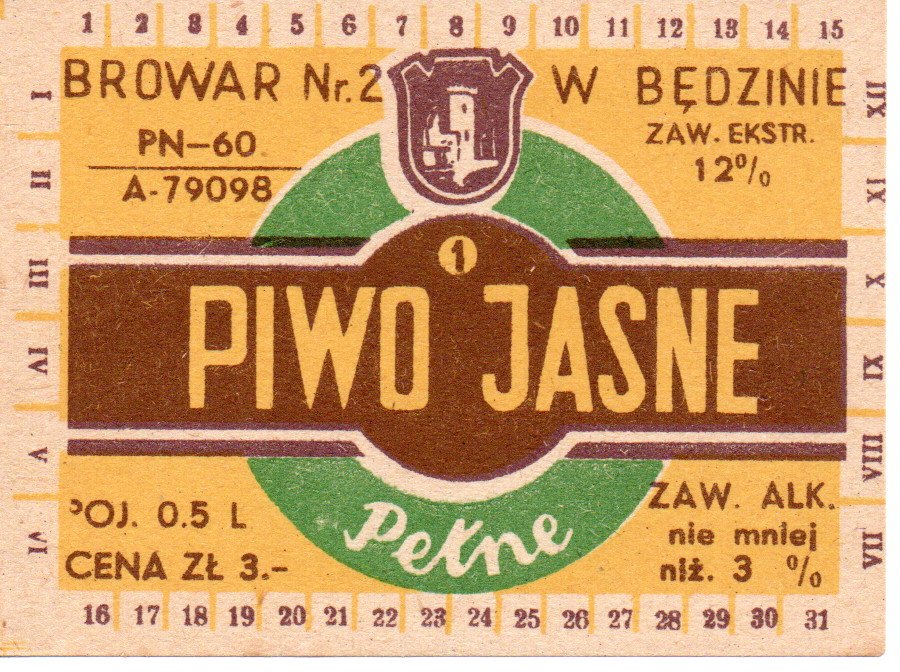 1 2 3 4 5 6 7 8 9 10 11 12 13 14 15
BROWAR Nr. 2 W BĘDZINIE
PN-60
A-79098
ZAW. EKSTR.
12%
1
PIWO JASNE
Pełne
POJ. 0.5 L
CENA ZŁ 3.-
ZAW. ALK.
nie mniej
niż. 3 %
I
II
III
IV
V
VI
XII
XI
X
IX
VIII
VII
16 17 18 19 20 21 22 23 24 25 26 27 28 29 30 31